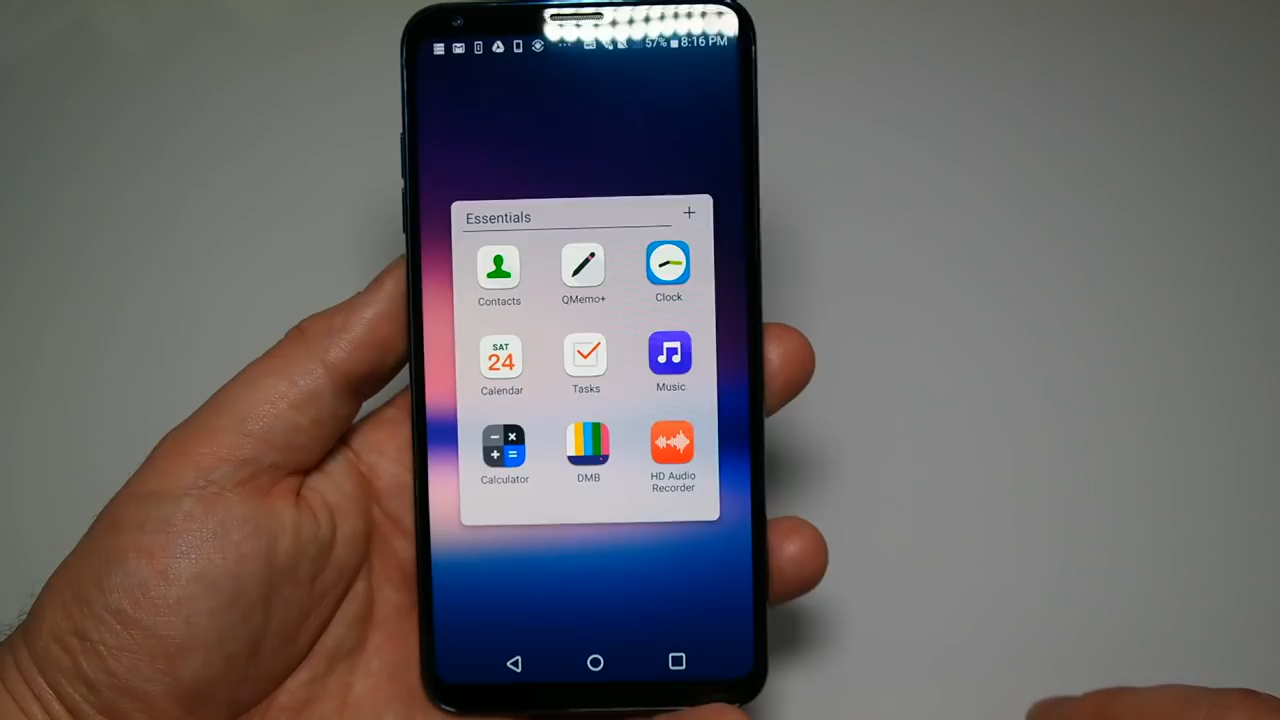 57% 8:16 PM
Essentials +
Contacts QMemo+ Clock
SAT
24
Calendar Tasks Music
Calculator DMB HD Audio
Recorder